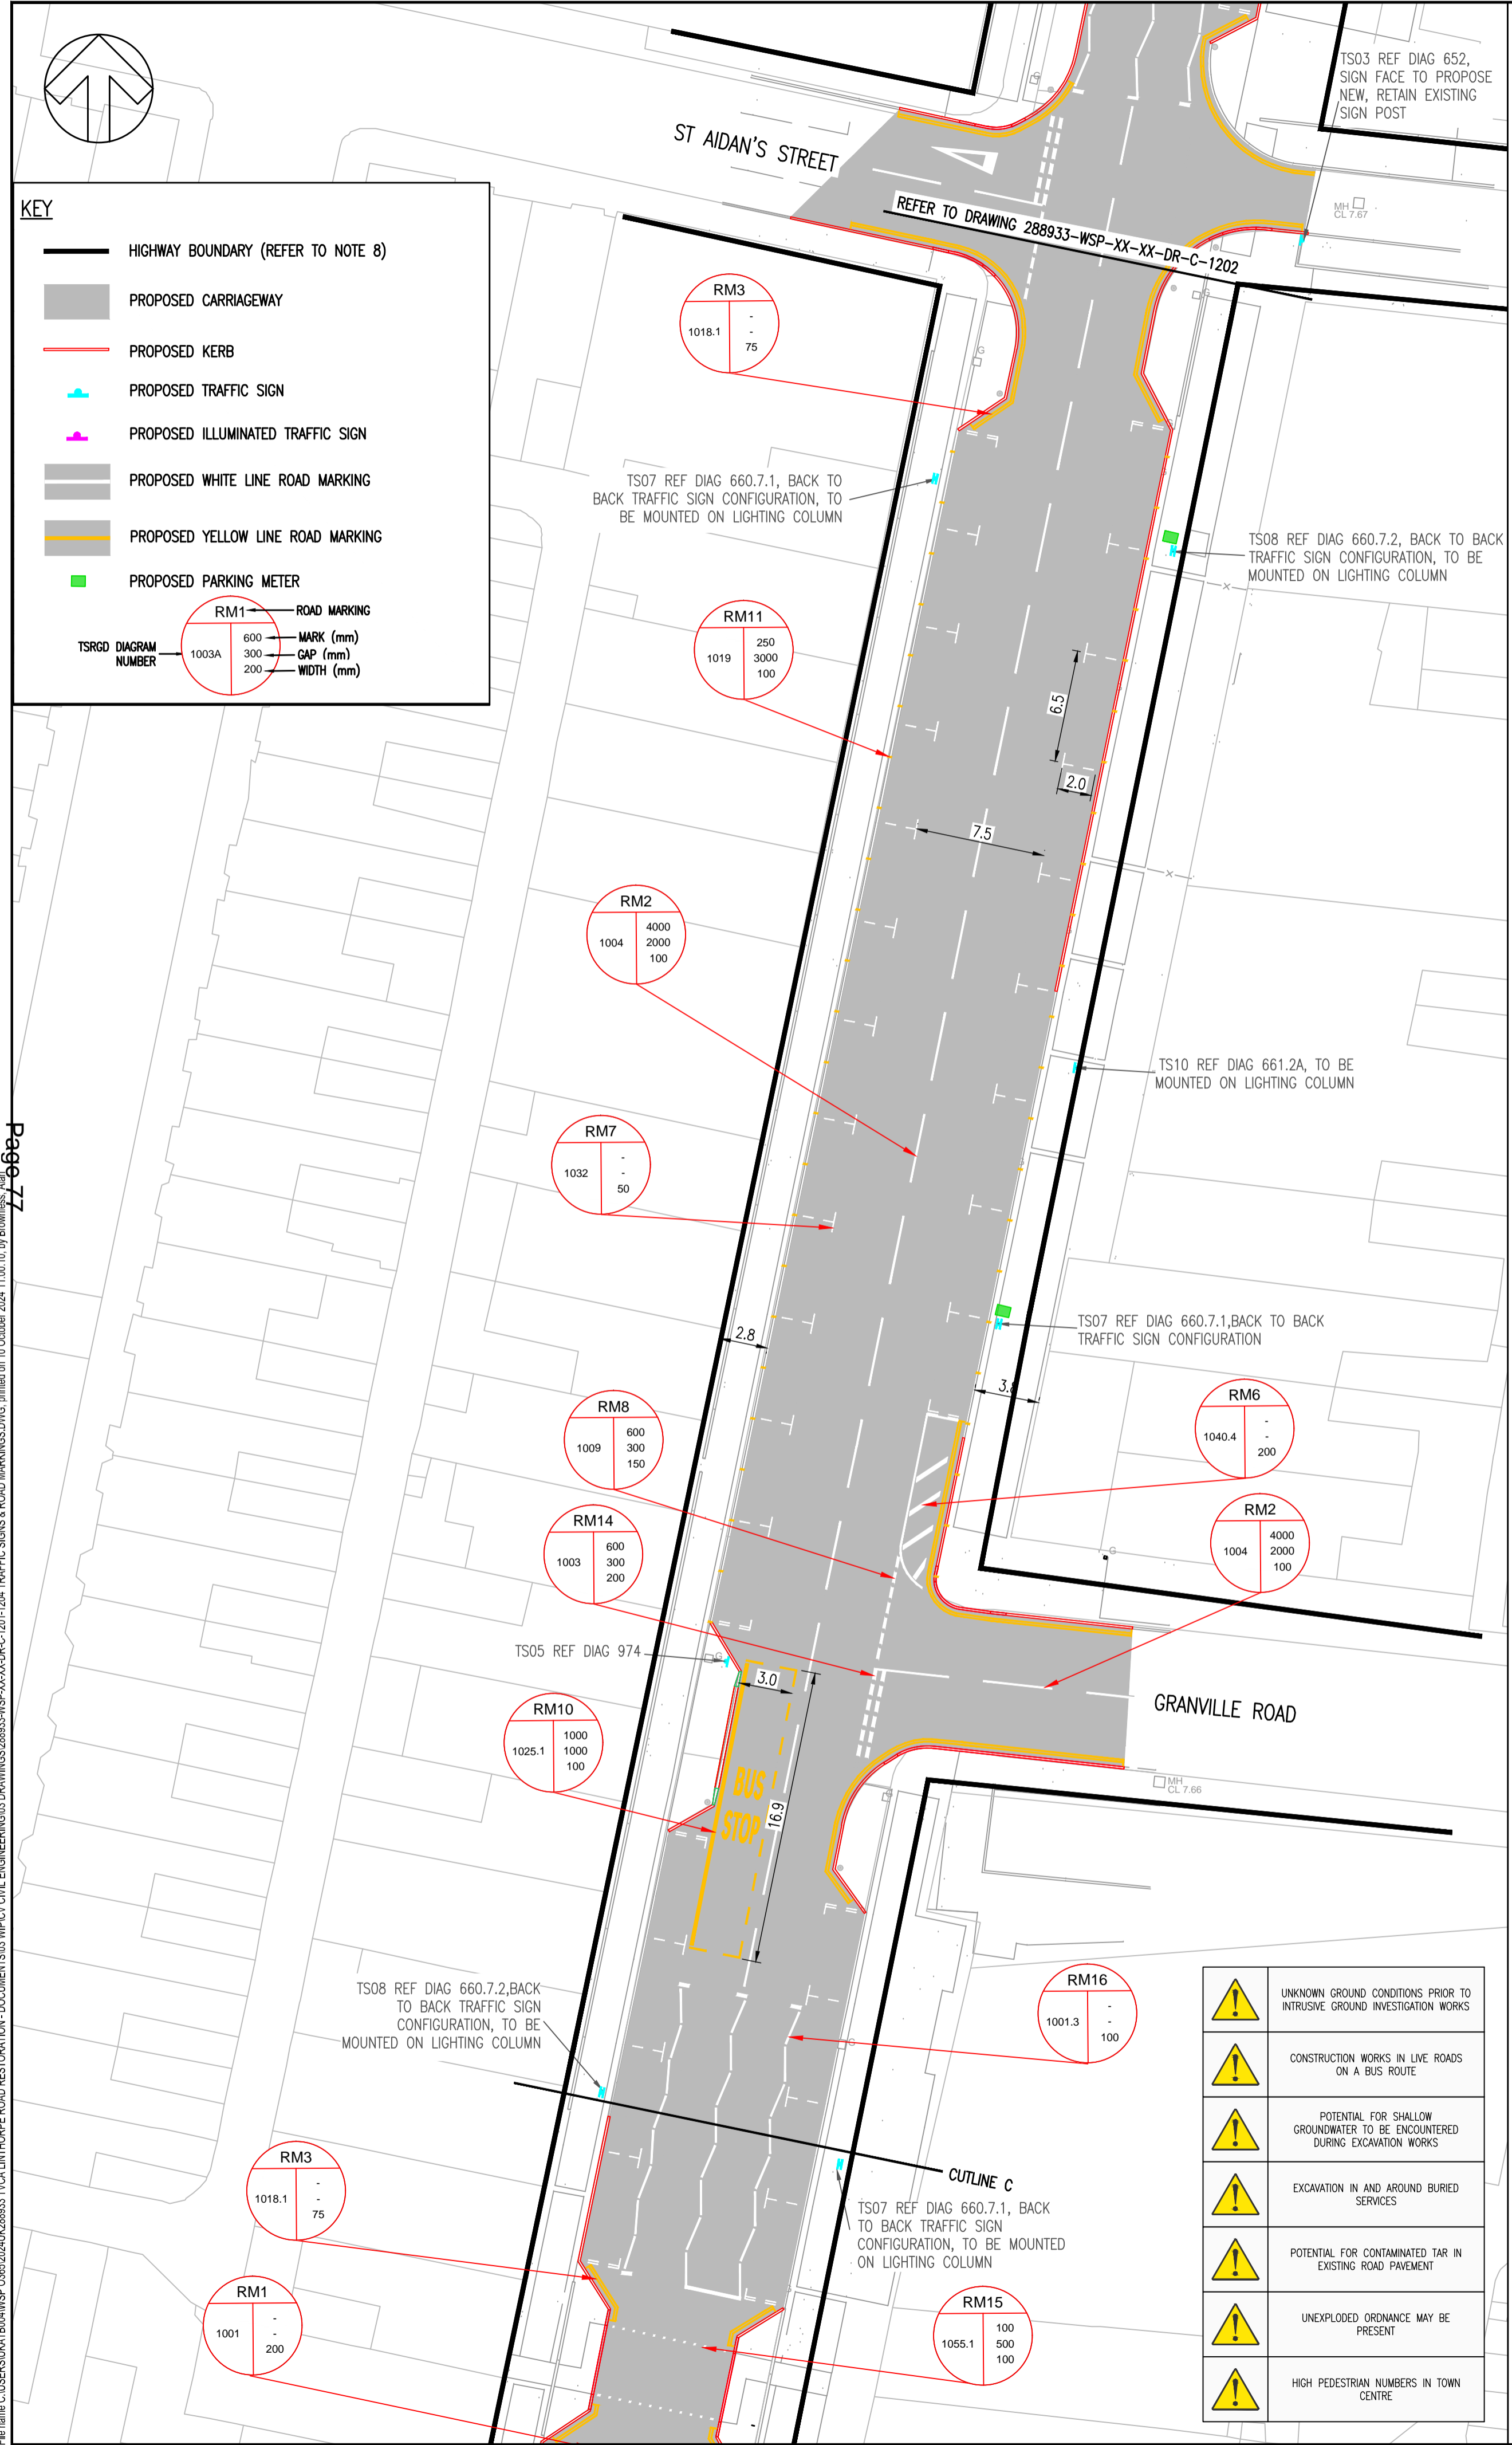 TS03 REF DIAG 652,
SIGN FACE TO PROPOSE
NEW, RETAIN EXISTING
SIGN POST
ST AIDAN'S STREET
MH
CL 7.67
REFER TO DRAWING 288933-WSP-XX-XX-DR-C-1202
KEY
HIGHWAY BOUNDARY (REFER TO NOTE 8)
PROPOSED CARRIAGEWAY
PROPOSED KERB
PROPOSED TRAFFIC SIGN
PROPOSED ILLUMINATED TRAFFIC SIGN
PROPOSED WHITE LINE ROAD MARKING
PROPOSED YELLOW LINE ROAD MARKING
PROPOSED PARKING METER
RM1
ROAD MARKING
TSRGD DIAGRAM
NUMBER
1003A
600
300
200
MARK (mm)
GAP (mm)
WIDTH (mm)
G
G
RM3
1018.1
-
-
75
G
TS07 REF DIAG 660.7.1, BACK TO
BACK TRAFFIC SIGN CONFIGURATION, TO
BE MOUNTED ON LIGHTING COLUMN
TS08 REF DIAG 660.7.2, BACK TO BACK
TRAFFIC SIGN CONFIGURATION, TO BE
MOUNTED ON LIGHTING COLUMN
RM11
1019
250
3000
100
6.5
2.0
7.5
RM2
1004
4000
2000
100
TS10 REF DIAG 661.2A, TO BE
MOUNTED ON LIGHTING COLUMN
RM7
1032
-
-
50
Page 77
TS07 REF DIAG 660.7.1,BACK TO BACK
TRAFFIC SIGN CONFIGURATION
2.8
RM8
1009
600
300
150
RM6
1040.4
-
-
200
RM14
1003
600
300
200
RM2
1004
4000
2000
100
G
TS05 REF DIAG 974
G
3.0
GRANVILLE ROAD
RM10
1025.1
1000
1000
100
BUS
STOP
16.9
MH
CL 7.66
G
TS08 REF DIAG 660.7.2,BACK
TO BACK TRAFFIC SIGN
CONFIGURATION, TO BE
MOUNTED ON LIGHTING COLUMN
RM16
1001.3
-
-
100
G
CUTLINE C
TS07 REF DIAG 660.7.1, BACK
TO BACK TRAFFIC SIGN
CONFIGURATION, TO BE MOUNTED
ON LIGHTING COLUMN
RM3
1018.1
-
-
75
RM1
1001
-
-
200
RM15
1055.1
100
500
100
UNKNOWN GROUND CONDITIONS PRIOR TO
INTRUSIVE GROUND INVESTIGATION WORKS
CONSTRUCTION WORKS IN LIVE ROADS
ON A BUS ROUTE
POTENTIAL FOR SHALLOW
GROUNDWATER TO BE ENCOUNTERED
DURING EXCAVATION WORKS
EXCAVATION IN AND AROUND BURIED
SERVICES
POTENTIAL FOR CONTAMINATED TAR IN
EXISTING ROAD PAVEMENT
UNEXPLODED ORDNANCE MAY BE
PRESENT
HIGH PEDESTRIAN NUMBERS IN TOWN
CENTRE